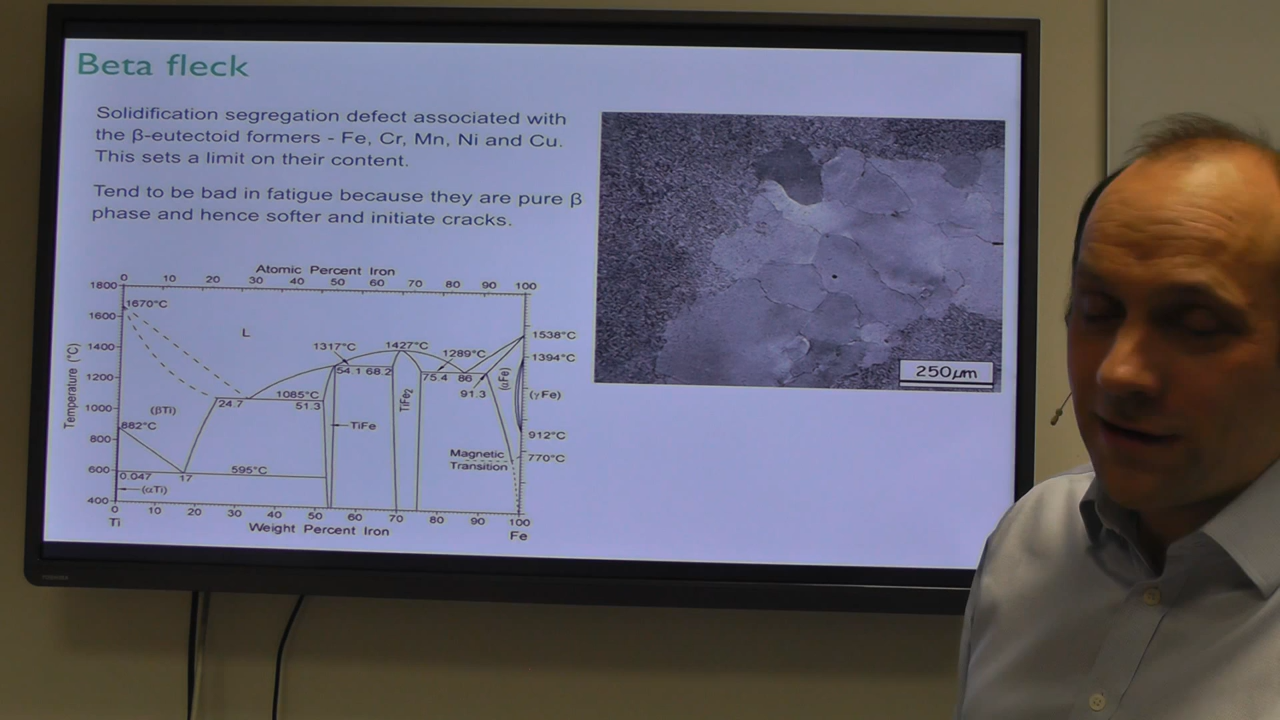 Beta fleck
Solidification segregation defect associated with
the β-eutectoid formers - Fe, Cr, Mn, Ni and Cu.
This sets a limit on their content.
Tend to be bad in fatigue because they are pure β
phase and hence softer and initiate cracks.
250μm
Atomic Percent Iron
0 10 20 30 40 50 60 70 80 90 100
1800
1670°C
1600
L
1538°C
1400
1317°C
1427°C
1289°C
1394°C
1200
54.1
68.2
75.4
86
(αFe)
1085°C
91.3
(γFe)
24.7
51.3
TiFe2
1000
(βTi)
TiFe
882°C
912°C
800
Magnetic
Transition
770°C
600
595°C
0.047
17
(αTi)
400
0 10 20 30 40 50 60 70 80 90 100
Ti
Weight Percent Iron
Fe
Temperature (°C)
TOSHIBA